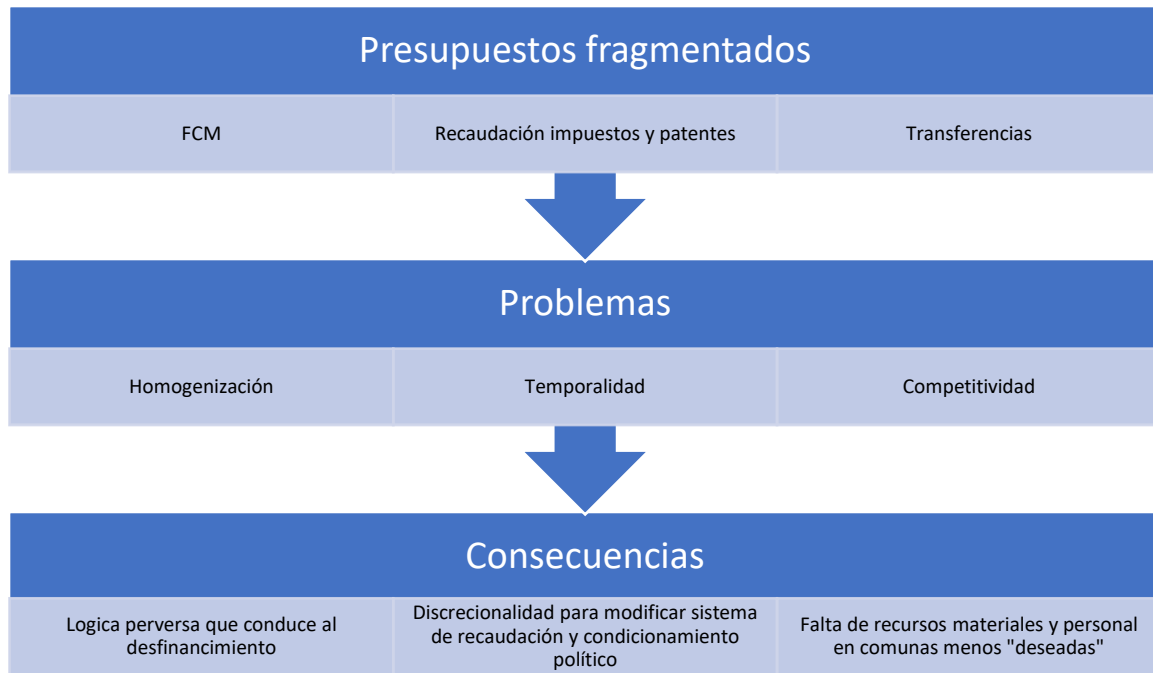 Presupuestos fragmentados
FCM
Recaudación impuestos y patentes
Transferencias
Problemas
Homogenización
Temporalidad
Competitividad
Consecuencias
Logica perversa que conduce al
desfinancimiento
Discrecionalidad para modificar sistema
de recaudación y condicionamiento
político
Falta de recursos materiales y personal
en comunas menos "deseadas"